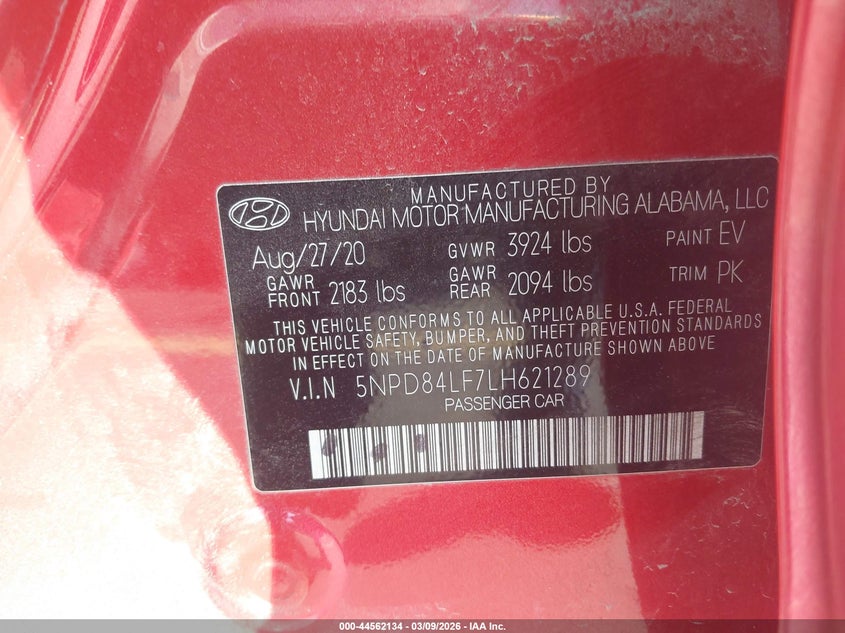 MANUFACTURED BY
HYUNDAI MOTOR MANUFACTURING ALABAMA, LLC
Aug/27/20 GVWR 3924 lbs PAINT EV
GAWR FRONT 2183 lbs GAWR REAR 2094 lbs TRIM PK
THIS VEHICLE CONFORMS TO ALL APPLICABLE U.S.A. FEDERAL
MOTOR VEHICLE SAFETY, BUMPER, AND THEFT PREVENTION STANDARDS
IN EFFECT ON THE DATE OF MANUFACTURE SHOWN ABOVE
V.I.N 5NPD84LF7LH621289
PASSENGER CAR
000-44562134 - 03/09/2026 - IAA Inc.